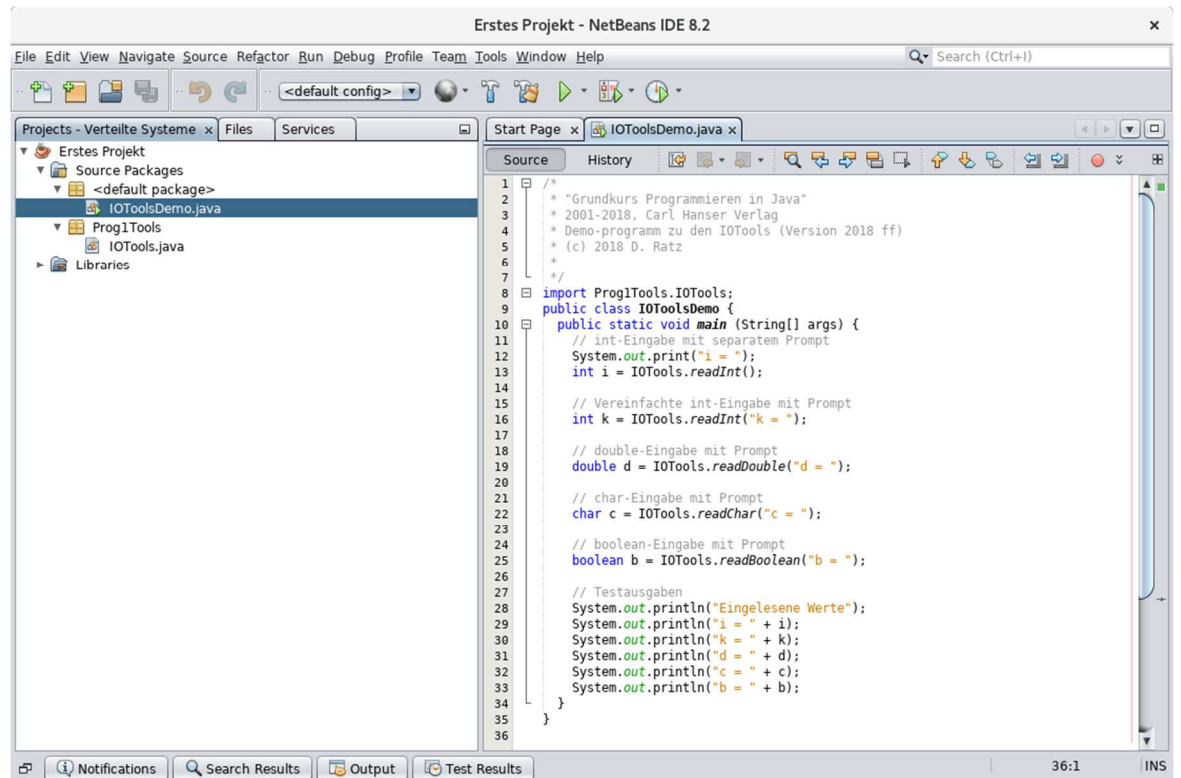 Erstes Projekt - NetBeans IDE 8.2
File Edit View Navigate Source Refactor Run Debug Profile Team Tools Window Help
Search (Ctrl+I)
<default config>
Projects - Verteilte Systeme Files Services
Erstes Projekt
Source Packages
<default package>
IOToolsDemo.java
Prog1Tools
IOTools.java
Libraries
Start Page IOToolsDemo.java
Source History
1 /*
2 * "Grundkurs Programmieren in Java"
3 * 2001-2018, Carl Hanser Verlag
4 * Demo-programm zu den IOTools (Version 2018 ff)
5 * (c) 2018 D. Ratz
6 *
7 */
8 import Prog1Tools.IOTools;
9 public class IOToolsDemo {
10 public static void main (String[] args) {
11 // int-Eingabe mit separatem Prompt
12 System.out.print("i = ");
13 int i = IOTools.readInt();
14
15 // Vereinfachte int-Eingabe mit Prompt
16 int k = IOTools.readInt("k = ");
17
18 // double-Eingabe mit Prompt
19 double d = IOTools.readDouble("d = ");
20
21 // char-Eingabe mit Prompt
22 char c = IOTools.readChar("c = ");
23
24 // boolean-Eingabe mit Prompt
25 boolean b = IOTools.readBoolean("b = ");
26
27 // Testausgaben
28 System.out.println("Eingelesene Werte");
29 System.out.println("i = " + i);
30 System.out.println("k = " + k);
31 System.out.println("d = " + d);
32 System.out.println("c = " + c);
33 System.out.println("b = " + b);
34 }
35 }
36
Notifications Search Results Output Test Results 36:1 INS